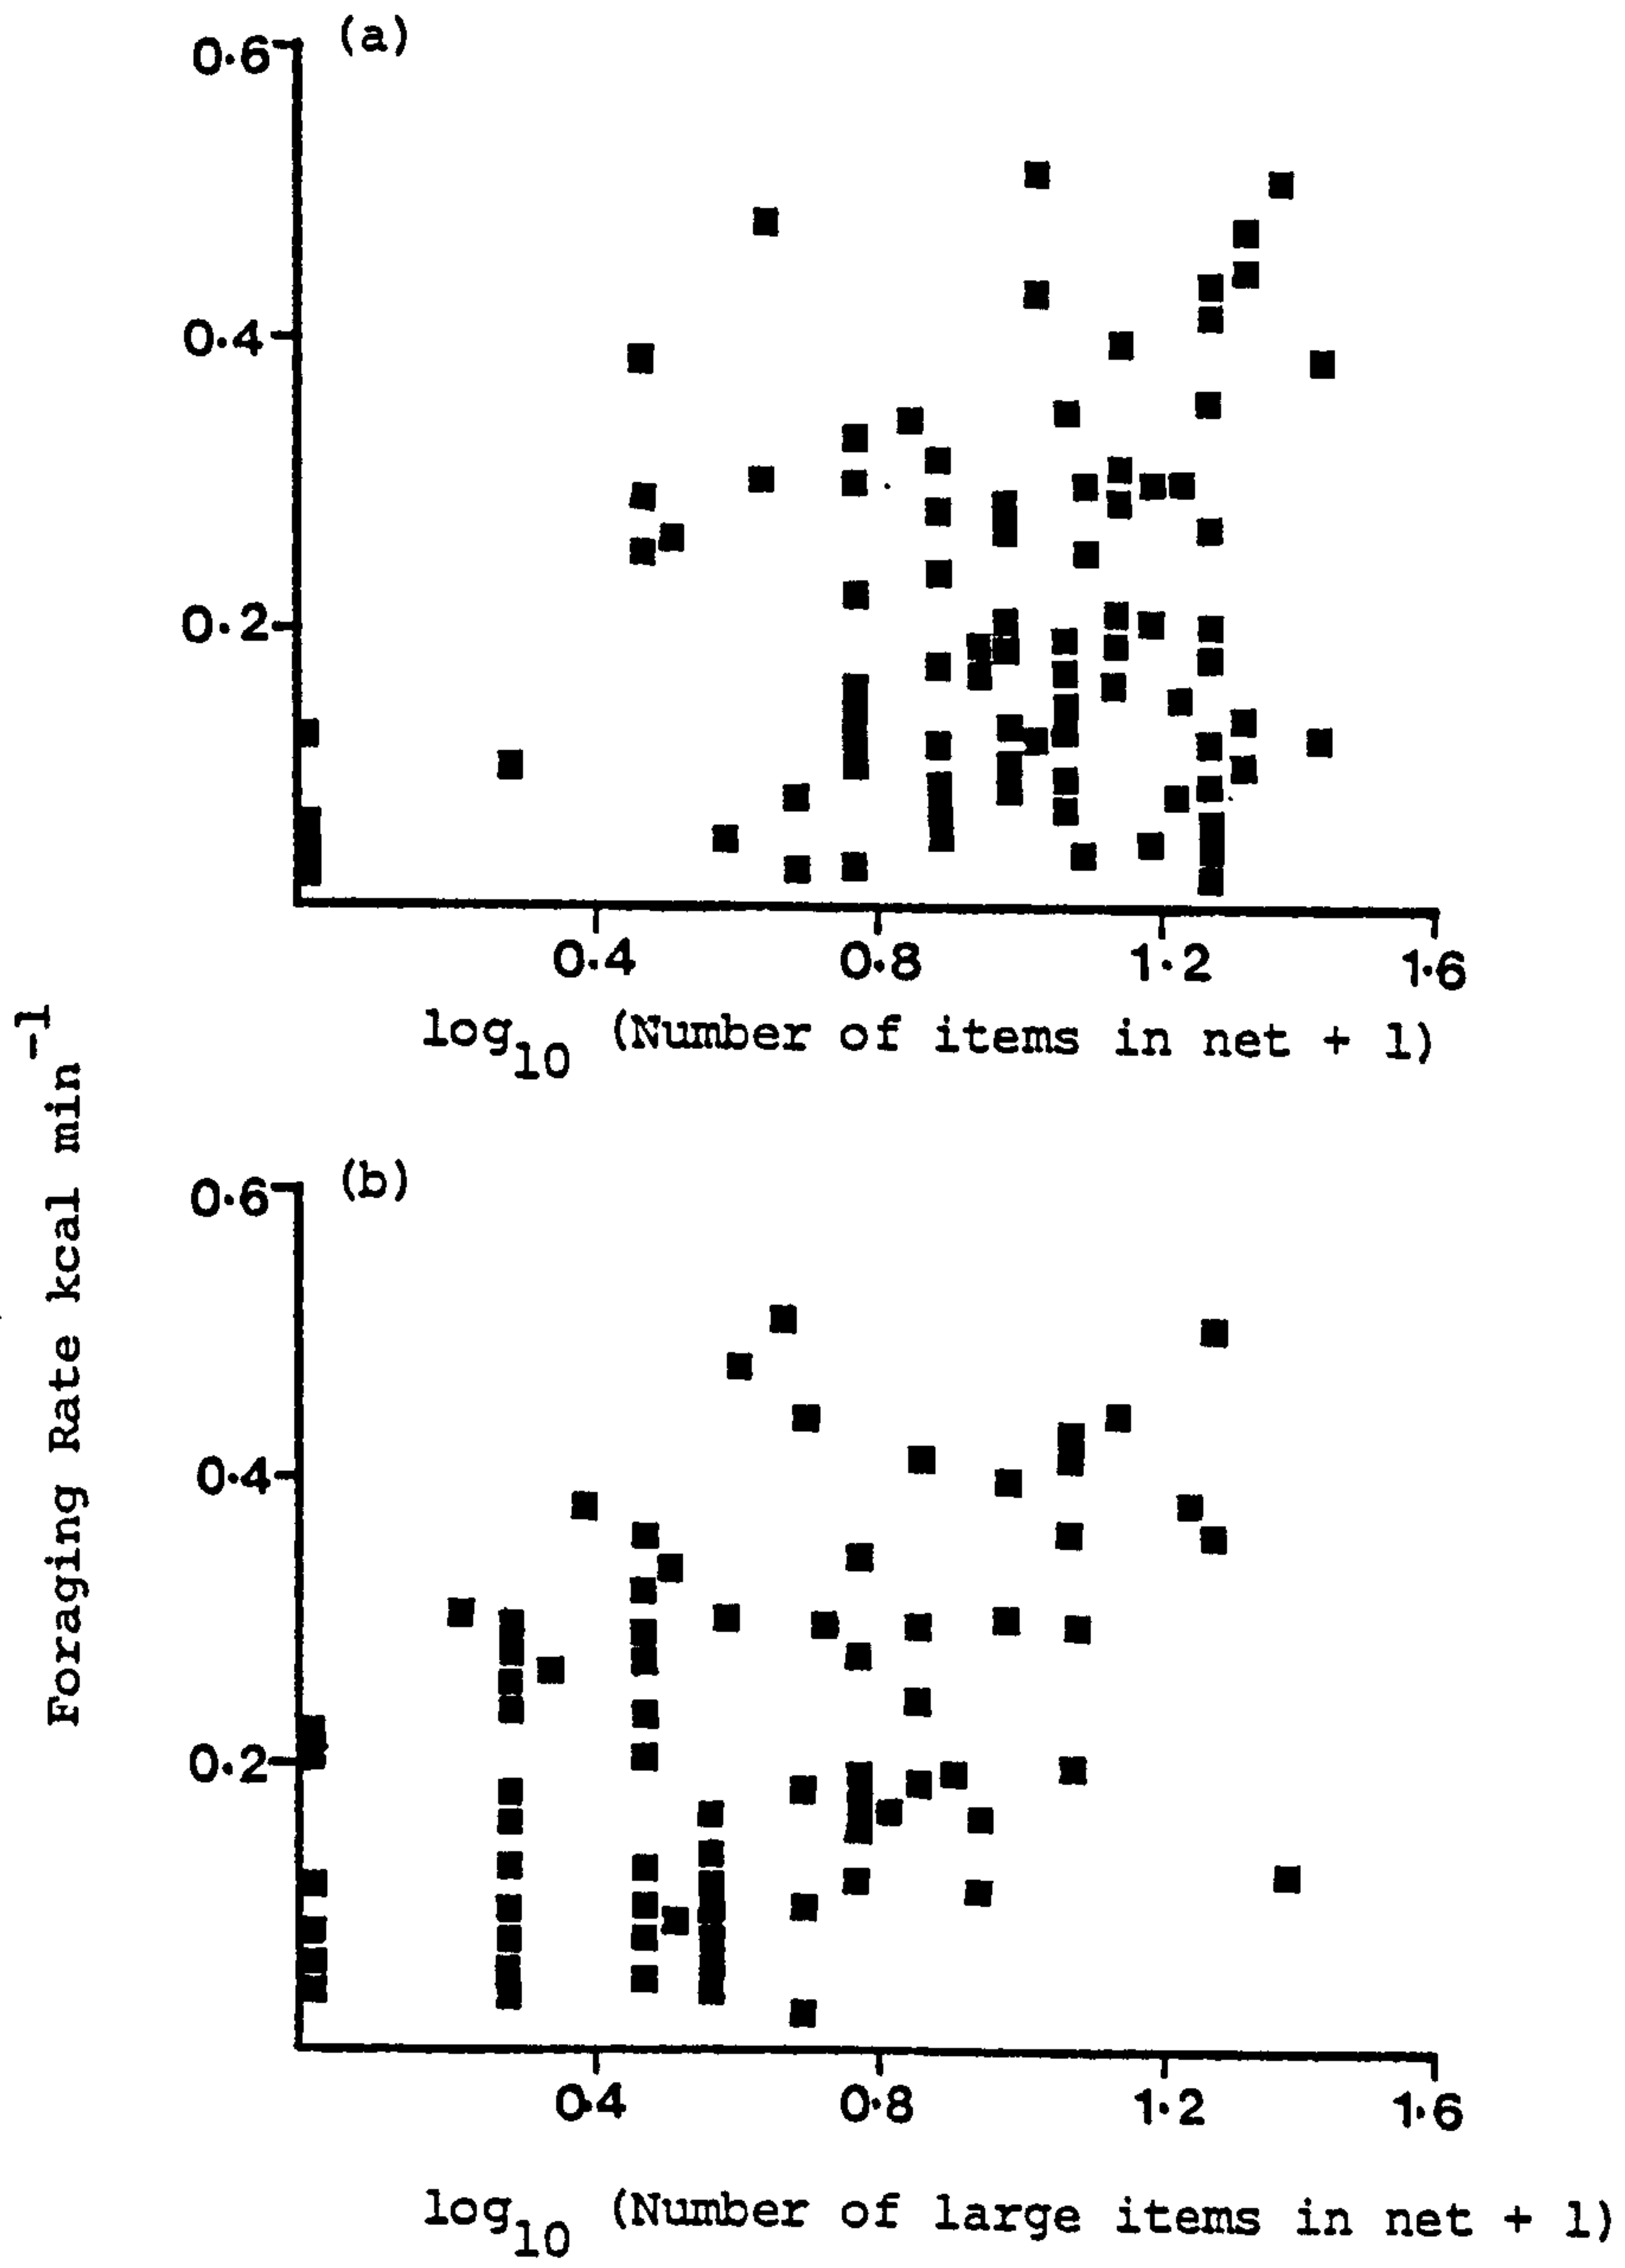 (a)
0.6
0.4
0.2
0.4 0.8 1.2 1.6
log10 (Number of items in net + 1)
Foraging Rate kcal min-1
(b)
0.6
0.4
0.2
0.4 0.8 1.2 1.6
log10 (Number of large items in net + 1)